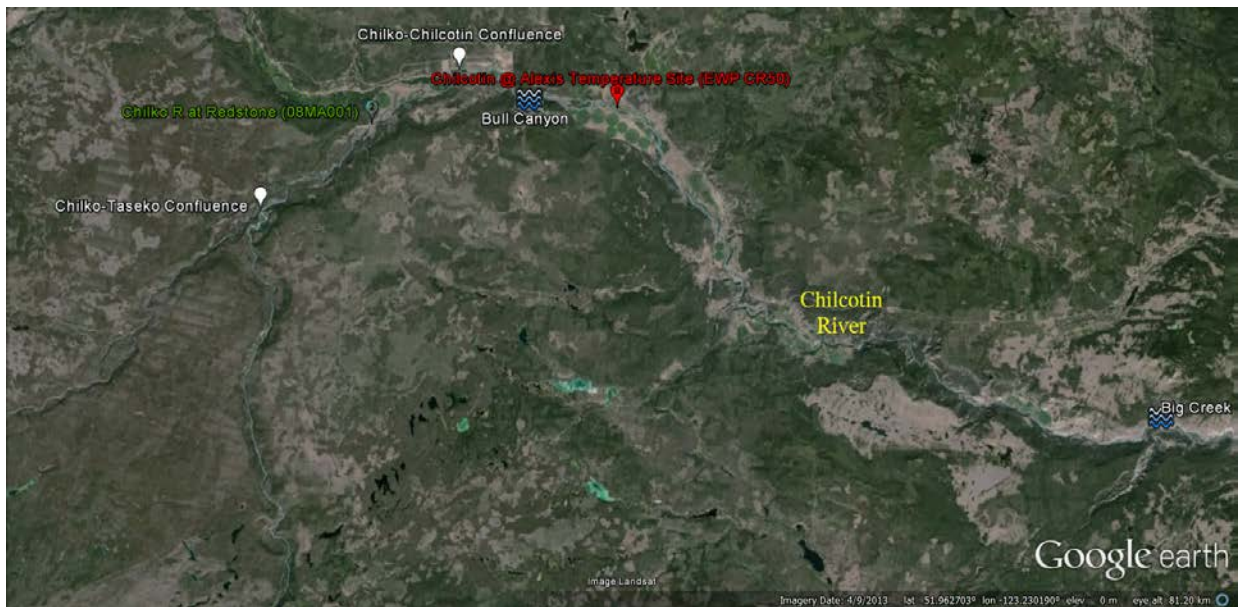 Chilko-Chilcotin Confluence
Chilcotin @ Alexis Temperature Site (EWP CR50)
Chilko R at Redstone (08MA001)
Bull Canyon
Chilko-Taseko Confluence
Chilcotin
River
Big Creek
Google earth
Image Landsat
Imagery Date: 4/9/2013 lat 51.962703° lon -123.230190° elev 0 m eye alt 81.20 km